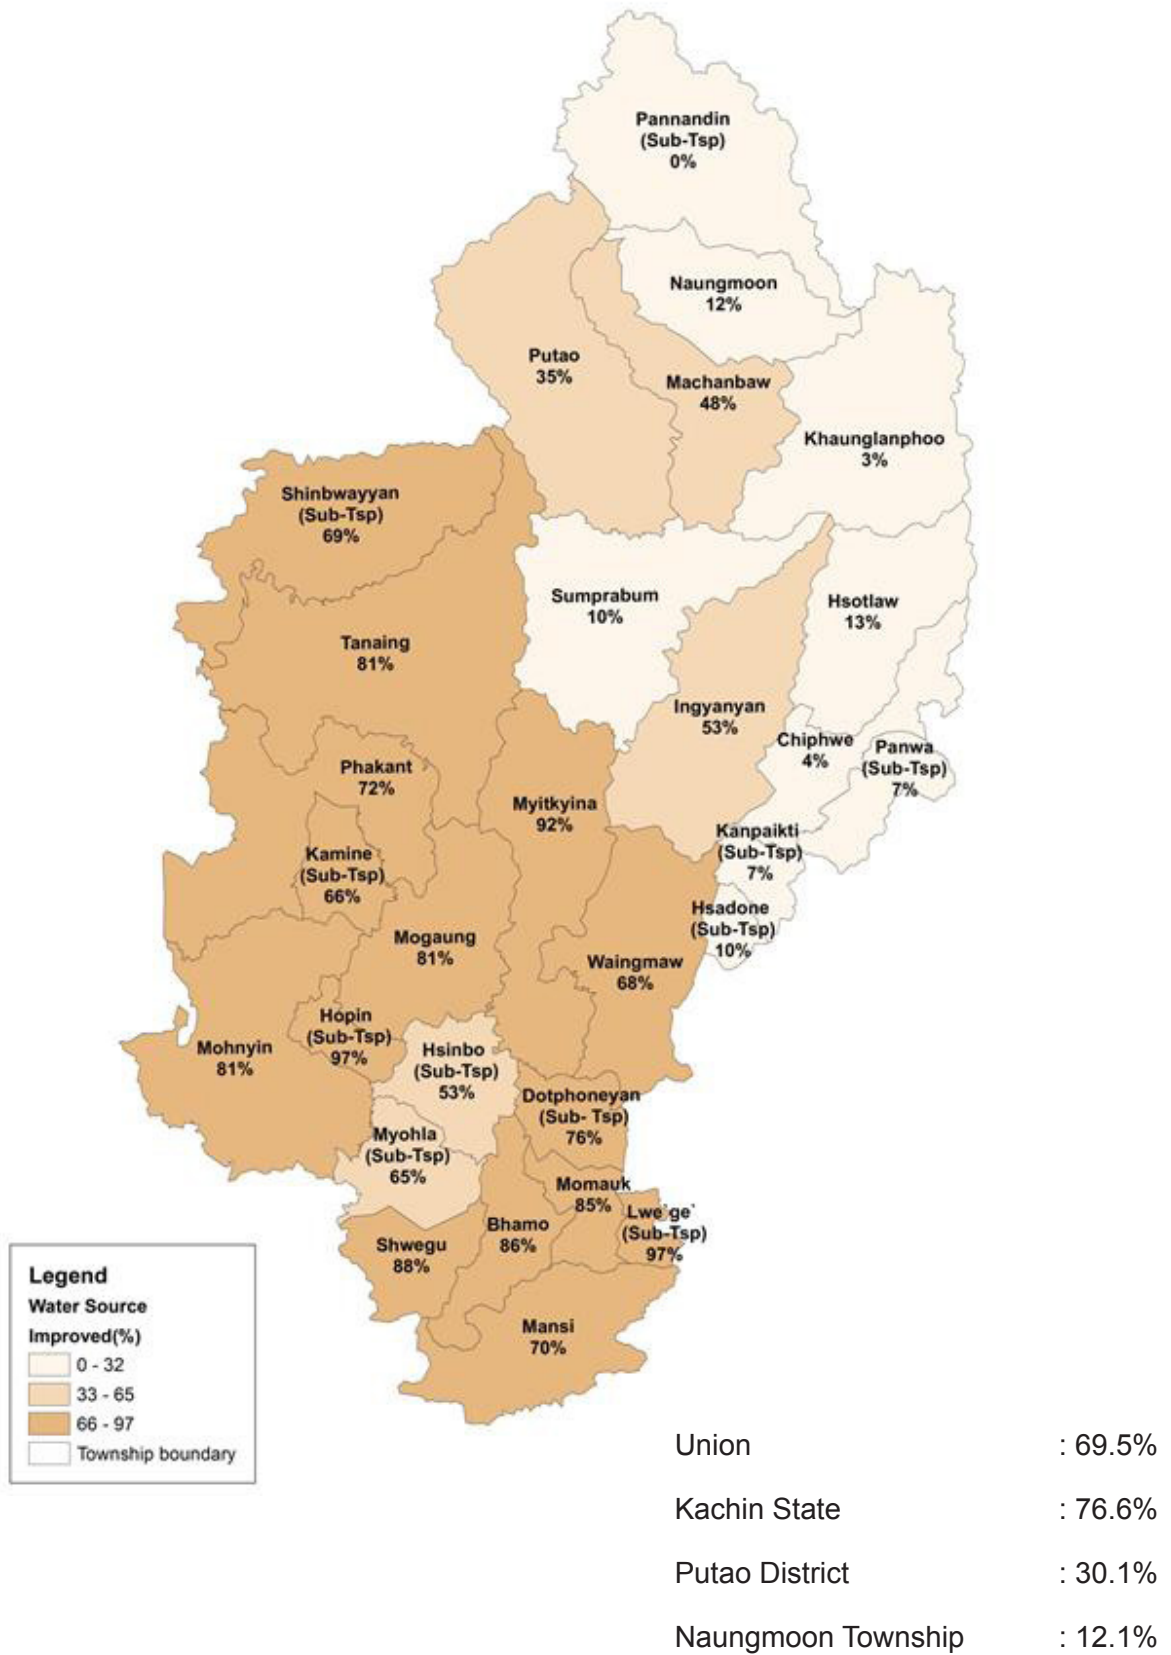 Pannandin
(Sub-Tsp)
0%
Naungmoon
12%
Putao
35%
Machanbaw
48%
Khaunglanphoo
3%
Shinbwayyan
(Sub-Tsp)
69%
Sumprabum
10%
Hsotlaw
13%
Tanaing
81%
Ingyanyan
53%
Chiphwe
4%
Panwa
(Sub-Tsp)
7%
Phakant
72%
Myitkyina
92%
Kanpaikti
(Sub-Tsp)
7%
Kamine
(Sub-Tsp)
66%
Hsadone
(Sub-Tsp)
10%
Mogaung
81%
Waingmaw
68%
Hopin
(Sub-Tsp)
97%
Mohnyin
81%
Hsinbo
(Sub-Tsp)
53%
Dotphoneyan
(Sub- Tsp)
76%
Myohla
(Sub-Tsp)
65%
Momauk
85%
Lwe`ge`
(Sub-Tsp)
97%
Bhamo
86%
Shwegu
88%
Mansi
70%
Legend
Water Source
Improved(%)
0 - 32
33 - 65
66 - 97
Township boundary
Union : 69.5%
Kachin State : 76.6%
Putao District : 30.1%
Naungmoon Township : 12.1%